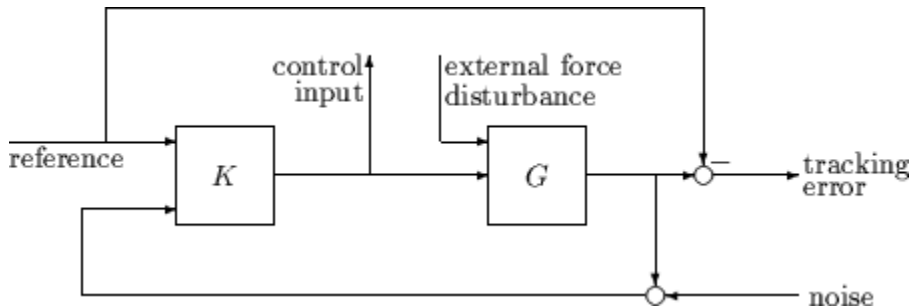 control
input
external force
disturbance
reference
K
G
−
tracking
error
noise